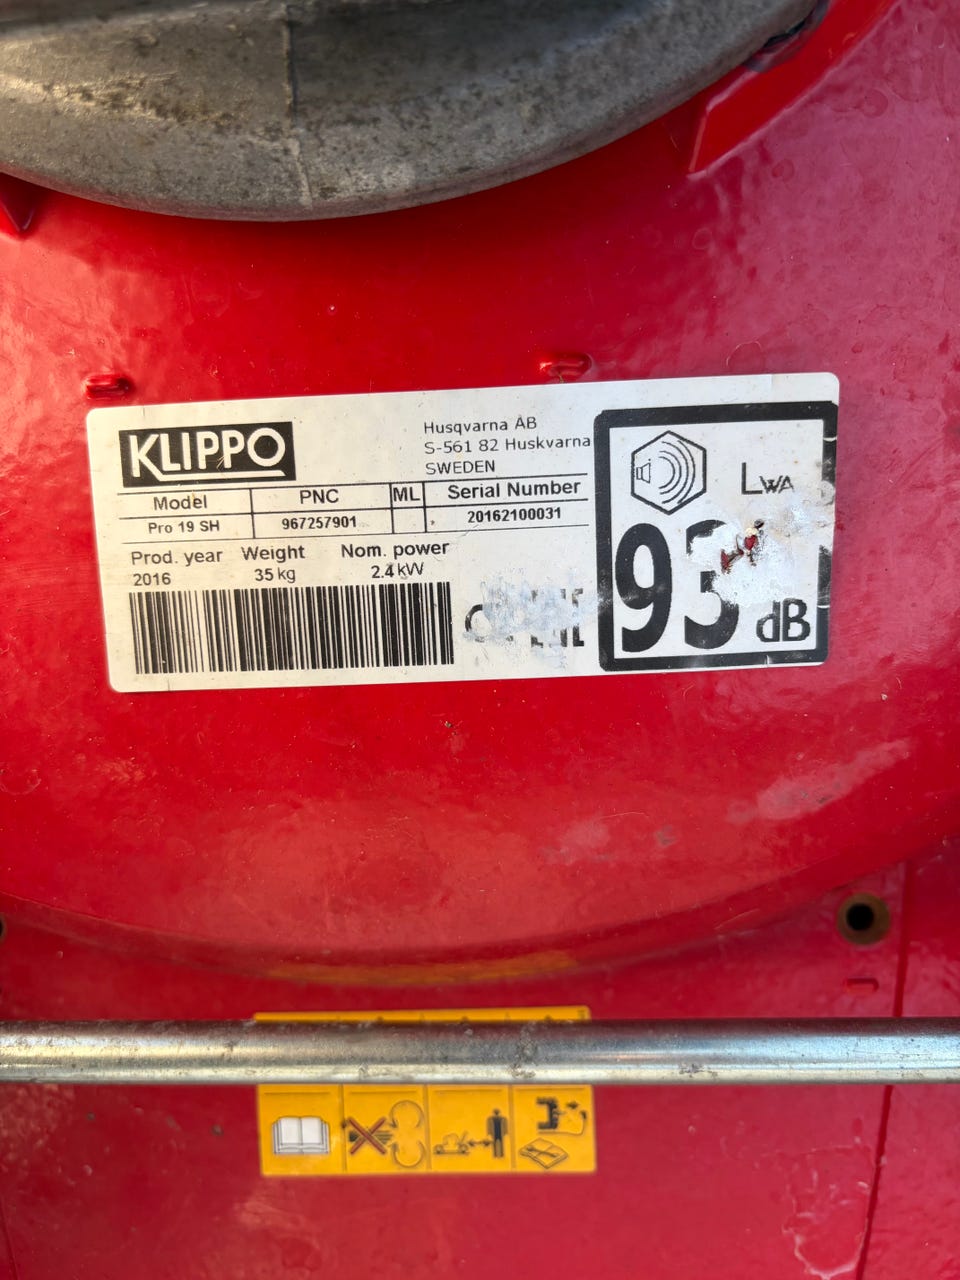 KLIPPO
Husqvarna AB
S-561 82 Huskvarna
SWEDEN
Model PNC ML Serial Number
Pro 19 SH 967257901 20162100031
Prod. year Weight Nom. power
2016 35 kg 2.4 kW
LWA
93
dB